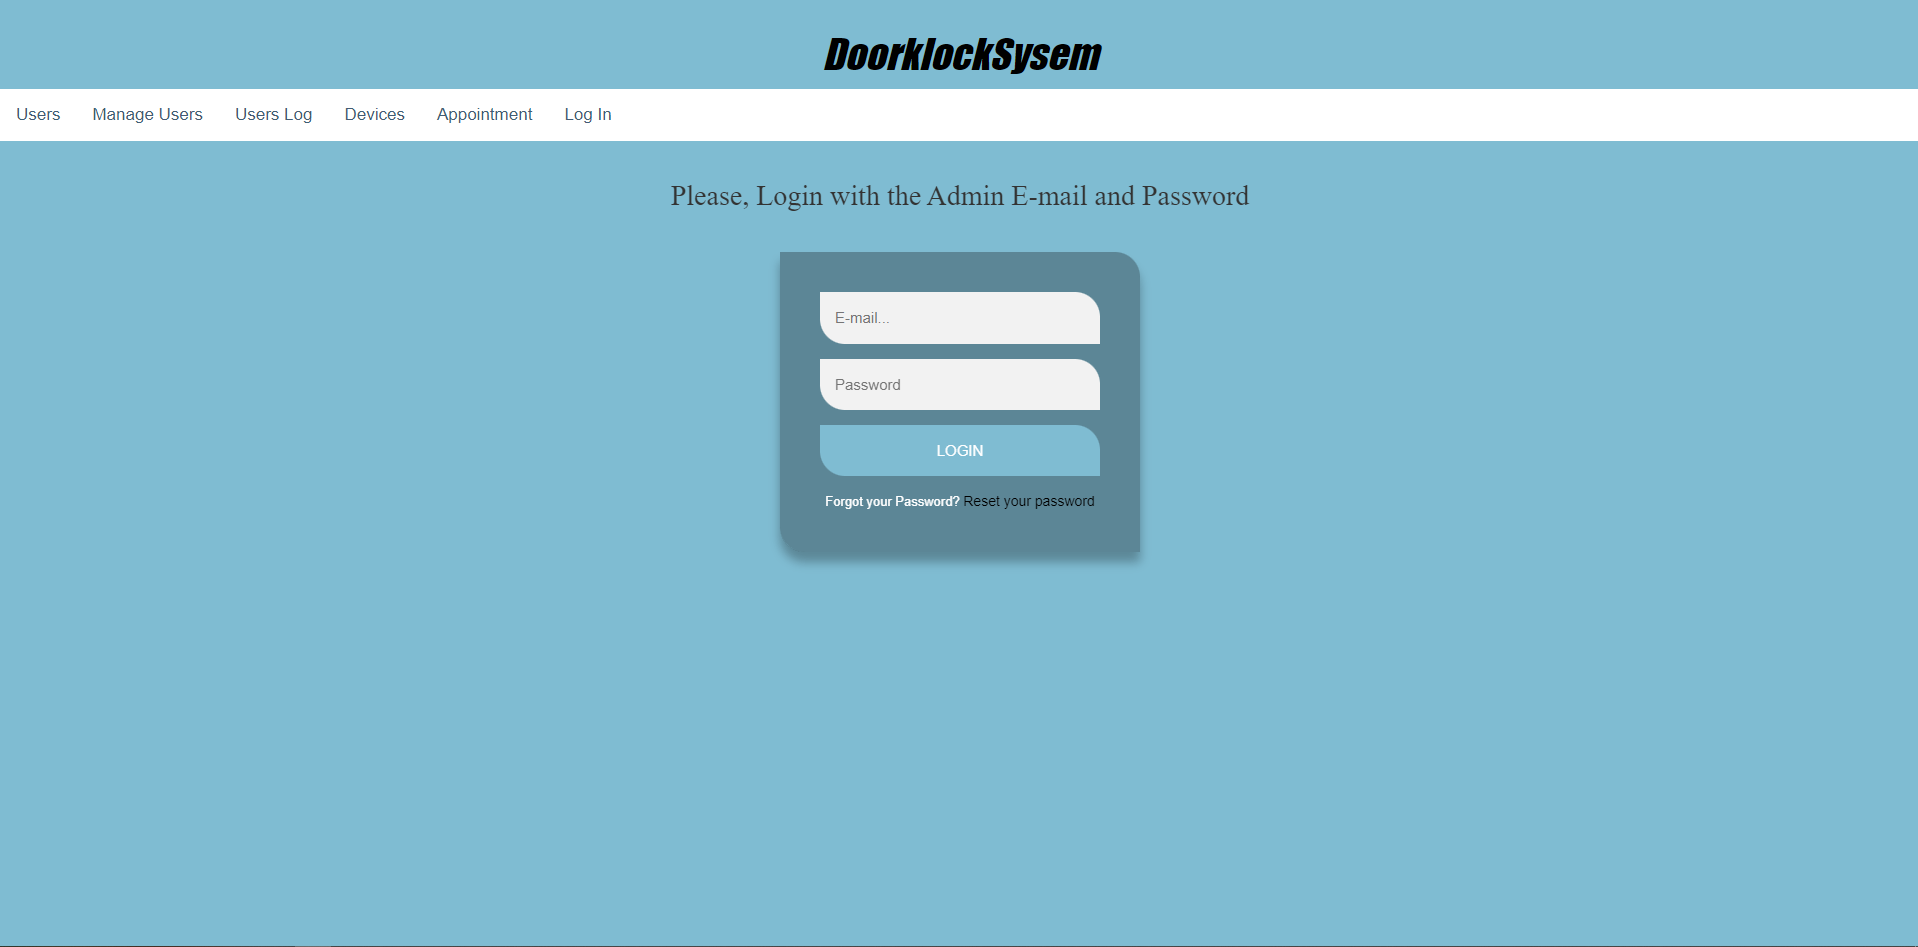 DoorklockSysem
Users Manage Users Users Log Devices Appointment Log In
Please, Login with the Admin E-mail and Password
E-mail...
Password
LOGIN
Forgot your Password? Reset your password